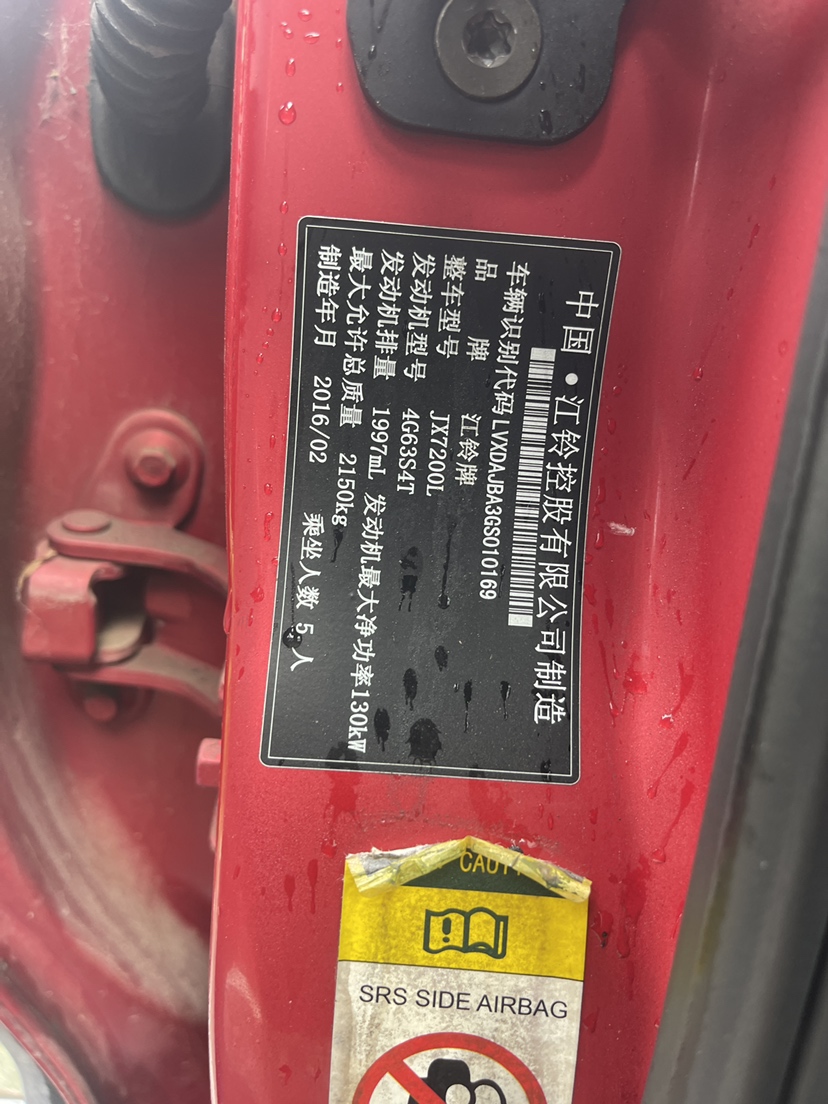 中国·江铃控股有限公司制造
车辆识别代码 LVXDAJBA3GS010169
品 牌 江铃牌
整车型号 JX7200L
发动机型号 4G63S4T
发动机排量 1997mL 发动机最大净功率130kW
最大允许总质量 2150kg
制造年月 2016/02 乘坐人数 5 人
SRS SIDE AIRBAG